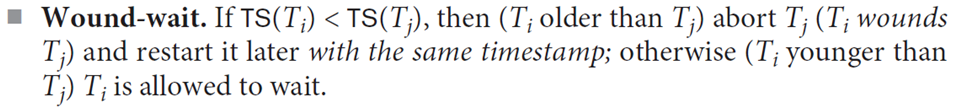 ■ Wound-wait. If TS(Ti) < TS(Tj), then (Ti older than Tj) abort Tj (Ti wounds
Tj) and restart it later with the same timestamp; otherwise (Ti younger than
Tj) Ti is allowed to wait.